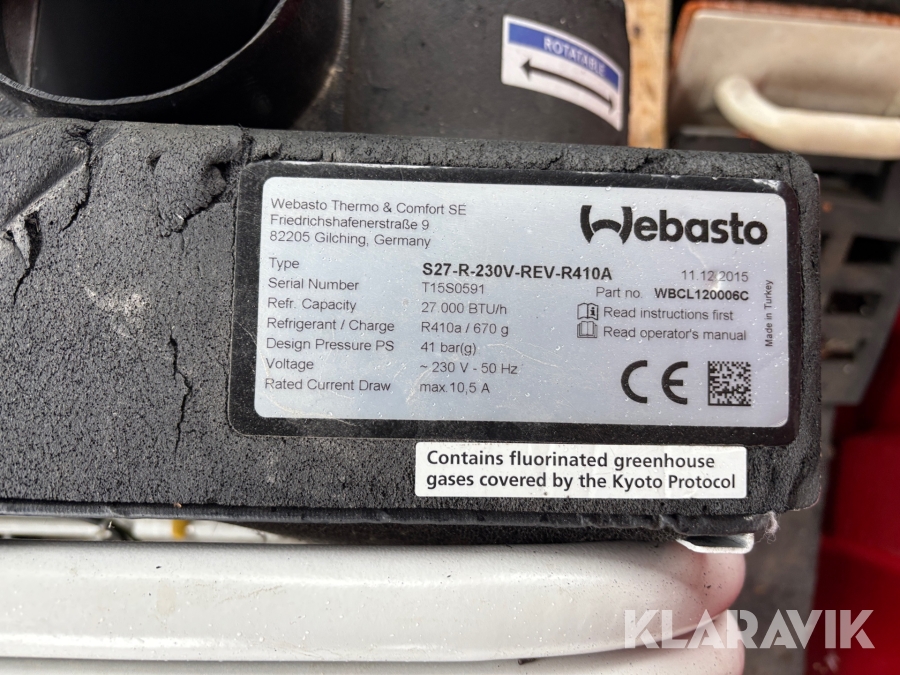 ROTATABLE
Webasto Thermo & Comfort SE
Friedrichshafenerstraße 9
82205 Gilching, Germany
Webasto
Type S27-R-230V-REV-R410A 11.12.2015
Serial Number T15S0591 Part no. WBCL120006C
Refr. Capacity 27 000 BTU/h Read instructions first
Refrigerant / Charge R410a / 670 g Read operator's manual
Design Pressure PS 41 bar(g)
Voltage ~ 230 V - 50 Hz
Rated Current Draw max.10,5 A
CE
Made in Turkey
Contains fluorinated greenhouse
gases covered by the Kyoto Protocol
KLARAVIK